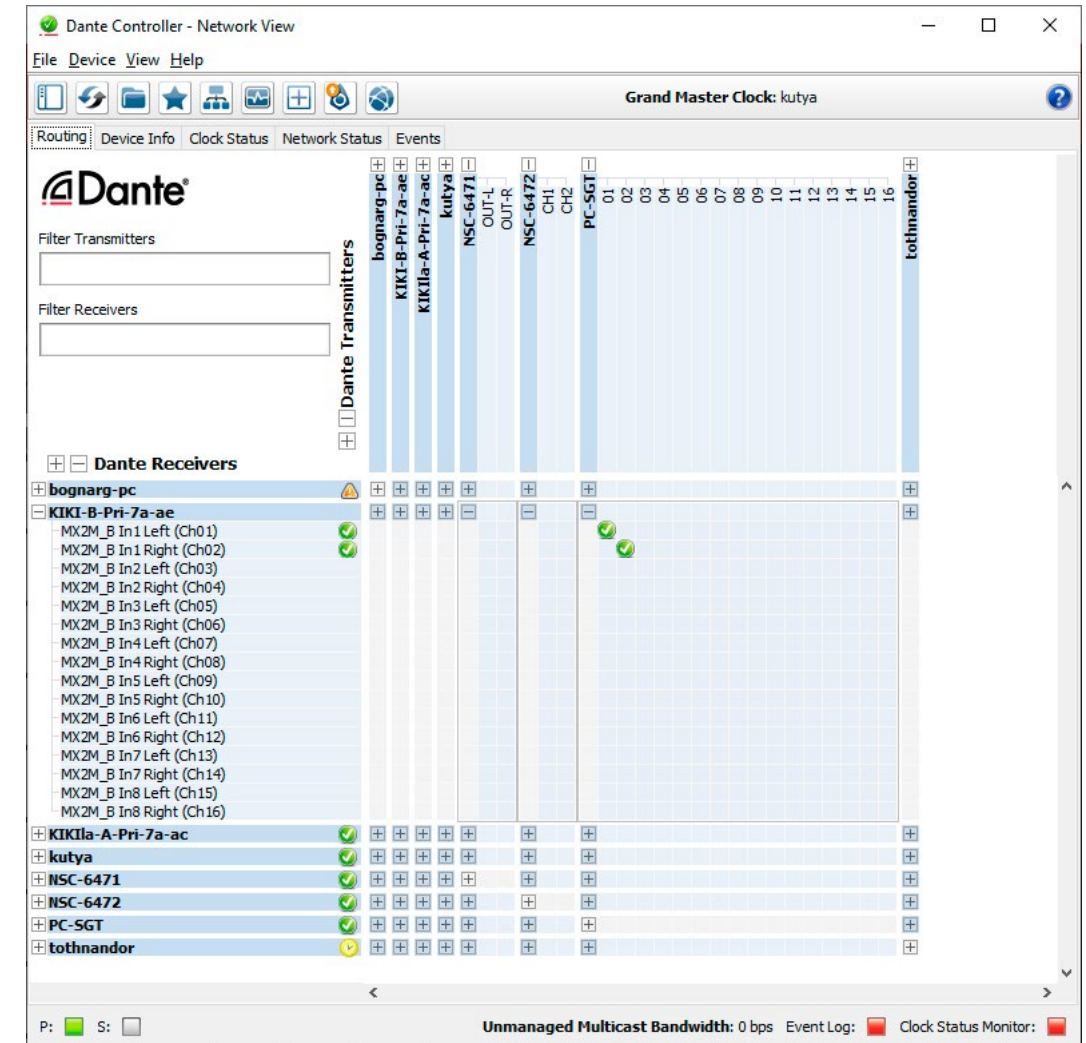 Dante Controller - Network View
File Device View Help
Grand Master Clock: kutya
?
Routing Device Info Clock Status Network Status Events
Dante®
Filter Transmitters
Filter Receivers
Dante Transmitters
bognarg-pc
KIKI-B-Pri-7a-ae
KIKIla-A-Pri-7a-ac
kutya
NSC-6471
OUT-L
OUT-R
NSC-6472
CH1
CH2
PC-SGT
01
02
03
04
05
06
07
08
09
10
11
12
13
14
15
16
tothnandor
Dante Receivers
bognarg-pc
KIKI-B-Pri-7a-ae
MX2M_B In1 Left (Ch01)
MX2M_B In1 Right (Ch02)
MX2M_B In2 Left (Ch03)
MX2M_B In2 Right (Ch04)
MX2M_B In3 Left (Ch05)
MX2M_B In3 Right (Ch06)
MX2M_B In4 Left (Ch07)
MX2M_B In4 Right (Ch08)
MX2M_B In5 Left (Ch09)
MX2M_B In5 Right (Ch10)
MX2M_B In6 Left (Ch11)
MX2M_B In6 Right (Ch12)
MX2M_B In7 Left (Ch13)
MX2M_B In7 Right (Ch14)
MX2M_B In8 Left (Ch15)
MX2M_B In8 Right (Ch16)
KIKIla-A-Pri-7a-ac
kutya
NSC-6471
NSC-6472
PC-SGT
tothnandor
P: S: Unmanaged Multicast Bandwidth: 0 bps Event Log: Clock Status Monitor: